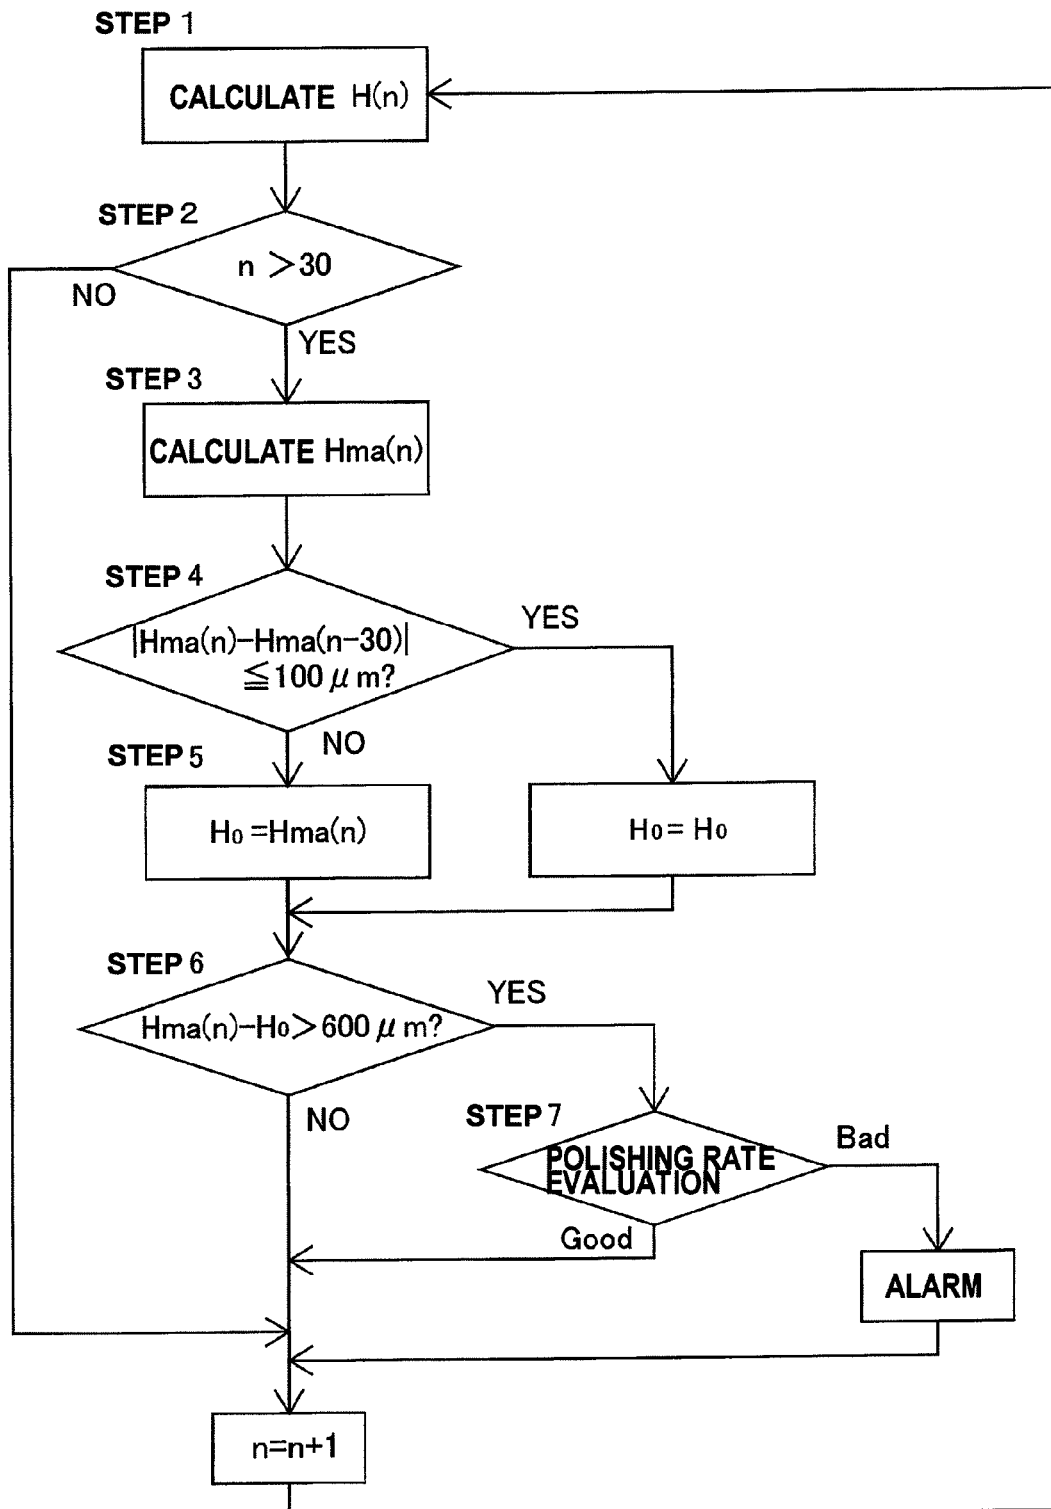 STEP 1
CALCULATE H(n)
STEP 2
n >30
NO
YES
STEP 3
CALCULATE Hma(n)
STEP 4
|Hma(n)-Hma(n-30)|
≦100 μm?
YES
NO
STEP 5
H₀ =Hma(n)
H₀= H₀
STEP 6
Hma(n)-H₀>600 μm?
YES
NO
STEP 7
POLISHING RATE
EVALUATION
Bad
Good
ALARM
n=n+1